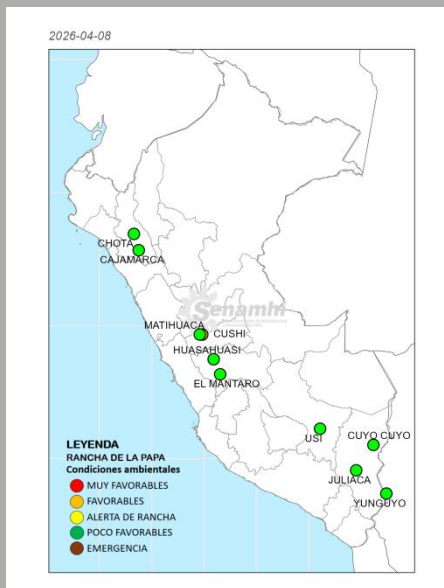 2026-04-08
CHOTA
CAJAMARCA
Senamhi
MATIHUACA
CUSHI
HUASAHUASI
EL MANTARO
USI
CUYO CUYO
JULIACA
YUNGUYO
LEYENDA
RANCHA DE LA PAPA
Condiciones ambientales
MUY FAVORABLES
FAVORABLES
ALERTA DE RANCHA
POCO FAVORABLES
EMERGENCIA